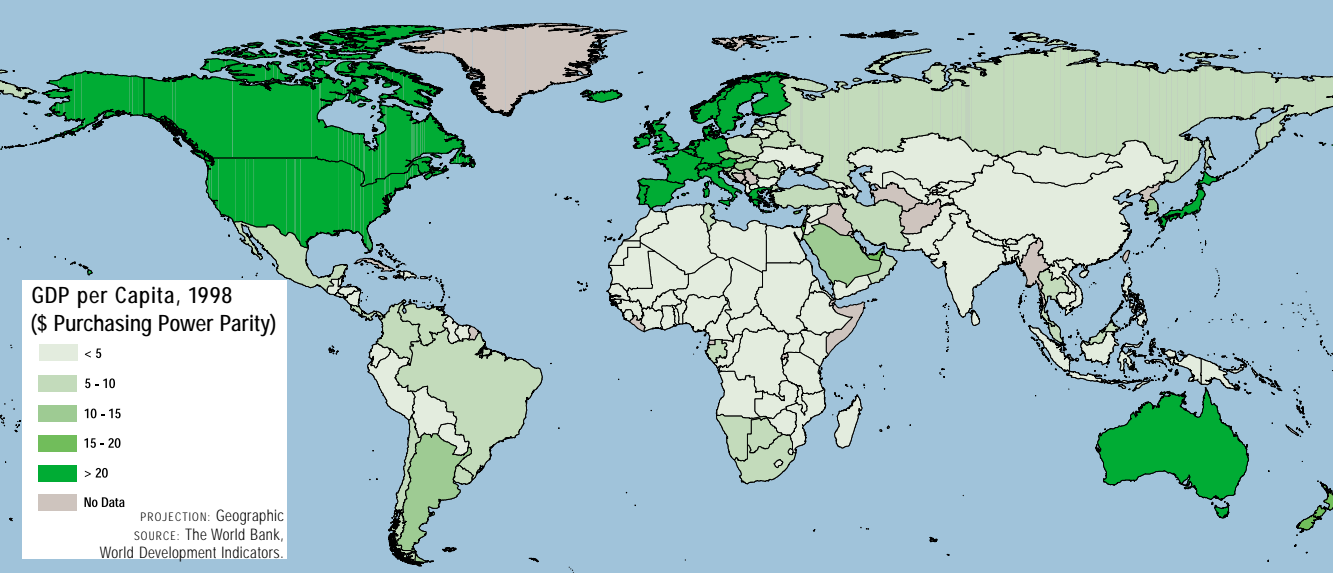 GDP per Capita, 1998
($ Purchasing Power Parity)
< 5
5 - 10
10 - 15
15 - 20
> 20
No Data
PROJECTION: Geographic
SOURCE: The World Bank,
World Development Indicators.